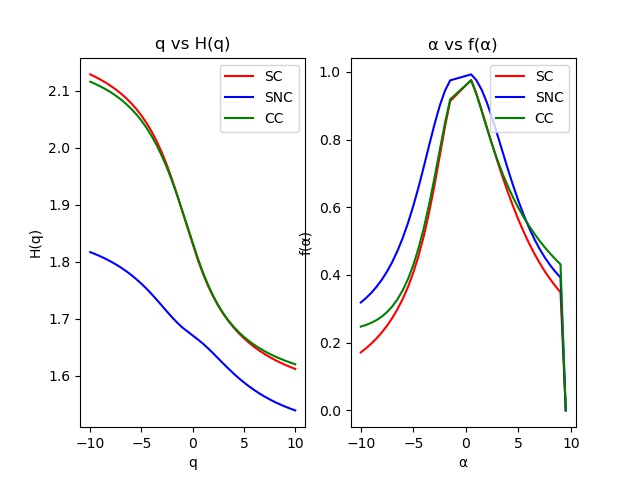 q vs H(q)
2.1
2.0
1.9
1.8
1.7
1.6
H(q)
−10
−5
0
5
10
q
SC
SNC
CC
α vs f(α)
1.0
0.8
0.6
0.4
0.2
0.0
f(α)
−10
−5
0
5
10
α
SC
SNC
CC